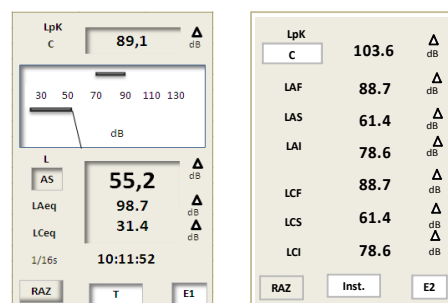 LpK
C 89,1 Δ dB
30 50 70 90 110 130
dB
L
AS 55,2 Δ dB
LAeq 98.7 Δ dB
LCeq 31.4 Δ dB
1/16s 10:11:52
RAZ T E1
LpK
C 103.6 Δ dB
LAF 88.7 Δ dB
LAS 61.4 Δ dB
LAI 78.6 Δ dB
LCF 88.7 Δ dB
LCS 61.4 Δ dB
LCI 78.6 Δ dB
RAZ Inst. E2